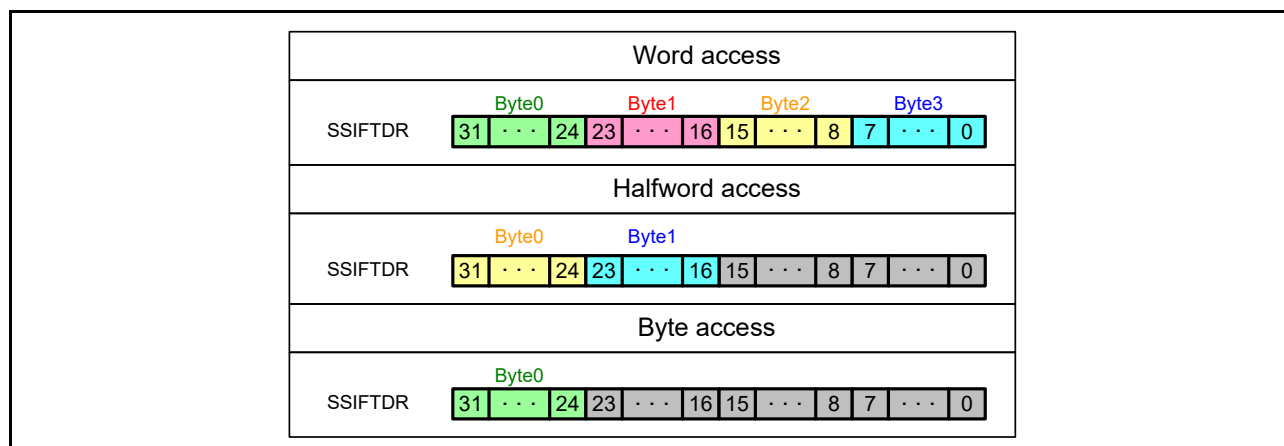 Word access
Byte0 Byte1 Byte2 Byte3
SSIFTDR 31 ··· 24 23 ··· 16 15 ··· 8 7 ··· 0
Halfword access
Byte0 Byte1
SSIFTDR 31 ··· 24 23 ··· 16 15 ··· 8 7 ··· 0
Byte access
Byte0
SSIFTDR 31 ··· 24 23 ··· 16 15 ··· 8 7 ··· 0